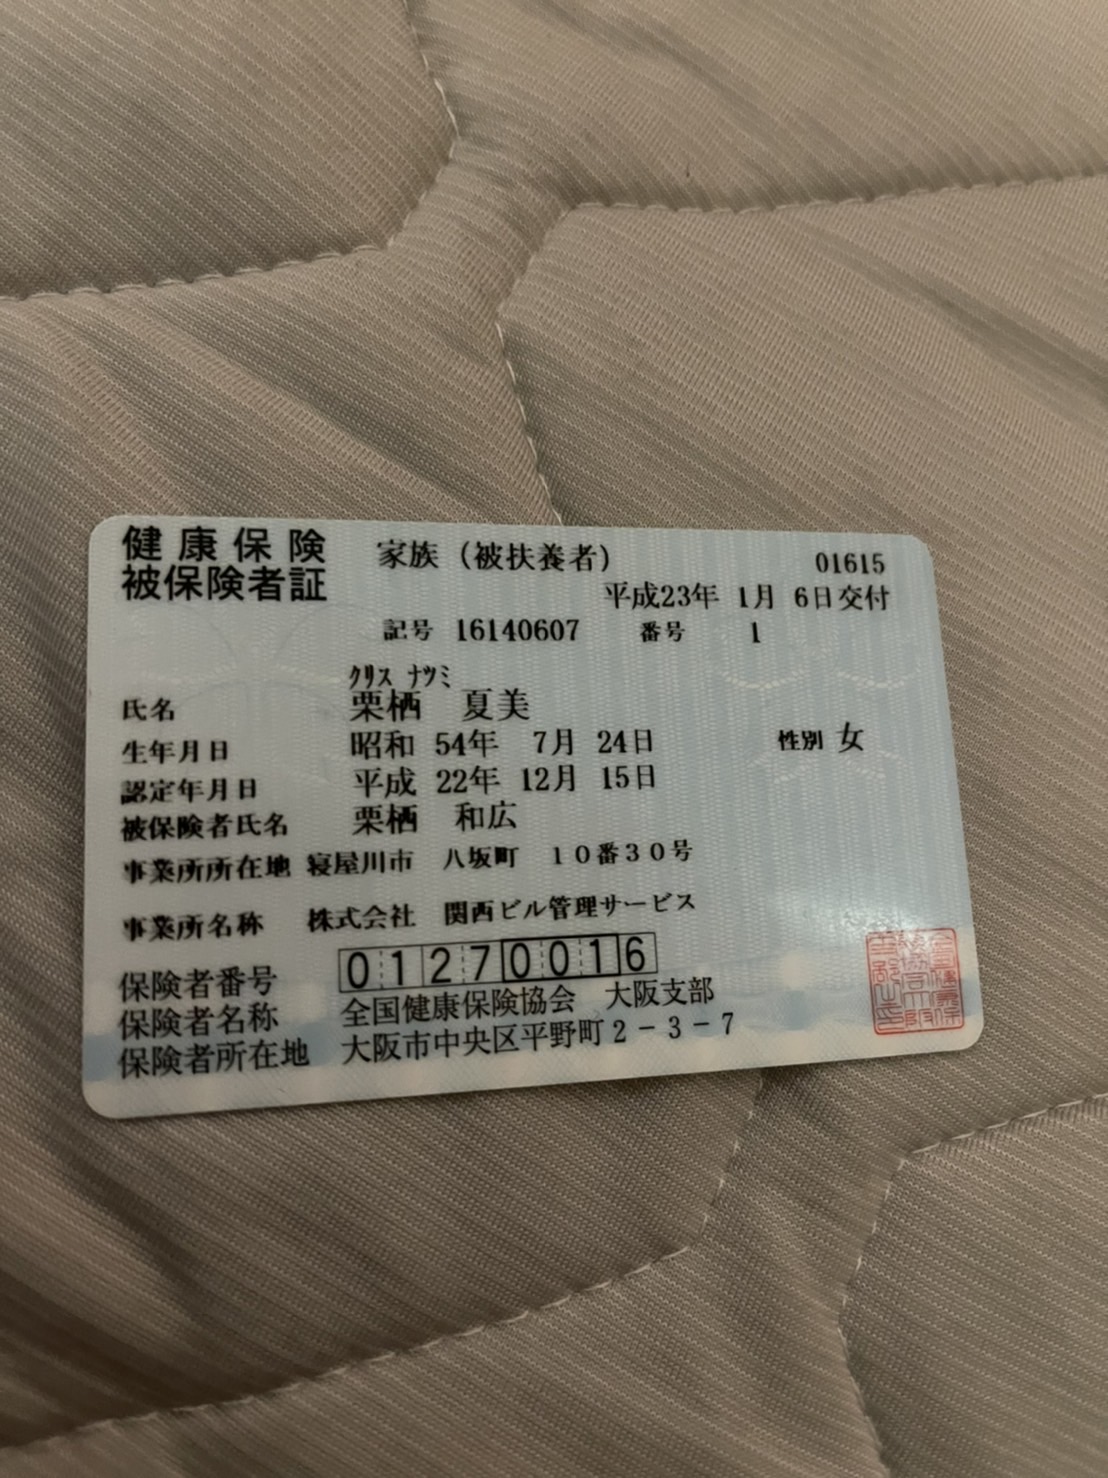 健康保険 家族（被扶養者） 01615
被保険者証 平成23年 1月 6日交付
記号 16140607 番号 1
ｸﾘｽ ﾅﾂﾐ
氏名 栗栖 夏美
生年月日 昭和 54年 7月 24日 性別 女
認定年月日 平成 22年 12月 15日
被保険者氏名 栗栖 和広
事業所所在地 寝屋川市 八坂町 １０番３０号
事業所名称 株式会社 関西ビル管理サービス
保険者番号 01270016
保険者名称 全国健康保険協会 大阪支部
保険者所在地 大阪市中央区平野町２－３－７